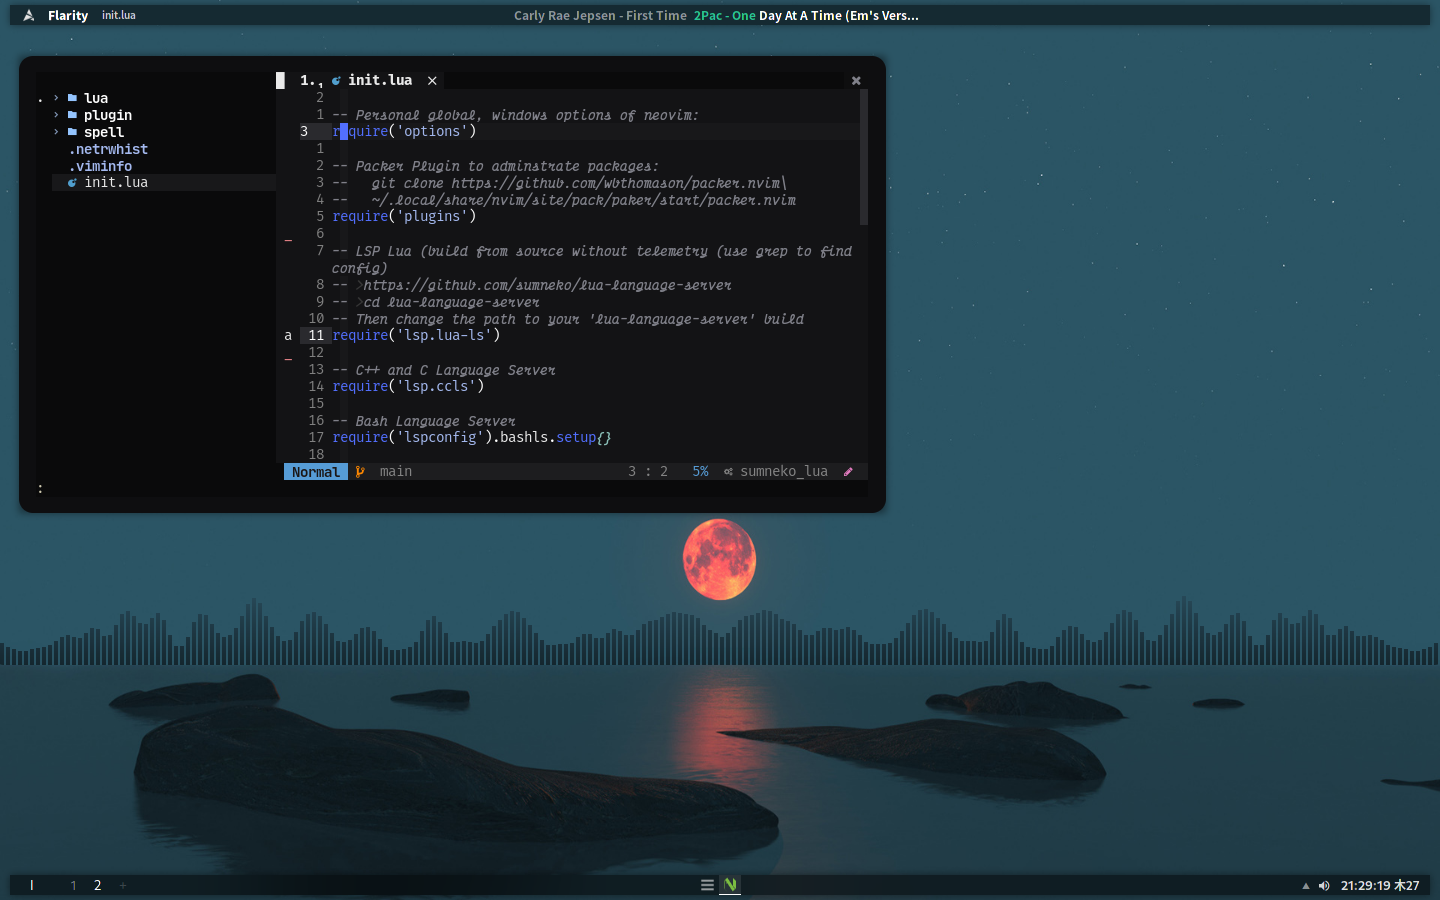 Flarity init.lua
Carly Rae Jepsen - First Time 2Pac - One Day At A Time (Em's Vers...
1., init.lua ×
. › lua
› plugin
› spell
.netrwhist
.viminfo
init.lua
:
2
1 -- Personal global, windows options of neovim:
3 require('options')
1
2 -- Packer Plugin to adminstrate packages:
3 --   git clone https://github.com/wbthomason/packer.nvim\
4 --   ~/.local/share/nvim/site/pack/paker/start/packer.nvim
5 require('plugins')
_ 6
7 -- LSP Lua (build from source without telemetry (use grep to find
config)
8 -- >https://github.com/sumneko/lua-language-server
9 -- >cd lua-language-server
10 -- Then change the path to your 'lua-language-server' build
a 11 require('lsp.lua-ls')
_ 12
13 -- C++ and C Language Server
14 require('lsp.ccls')
15
16 -- Bash Language Server
17 require('lspconfig').bashls.setup{}
18
Normal main 3 : 2 5% sumneko_lua
1 2 +
21:29:19 木27